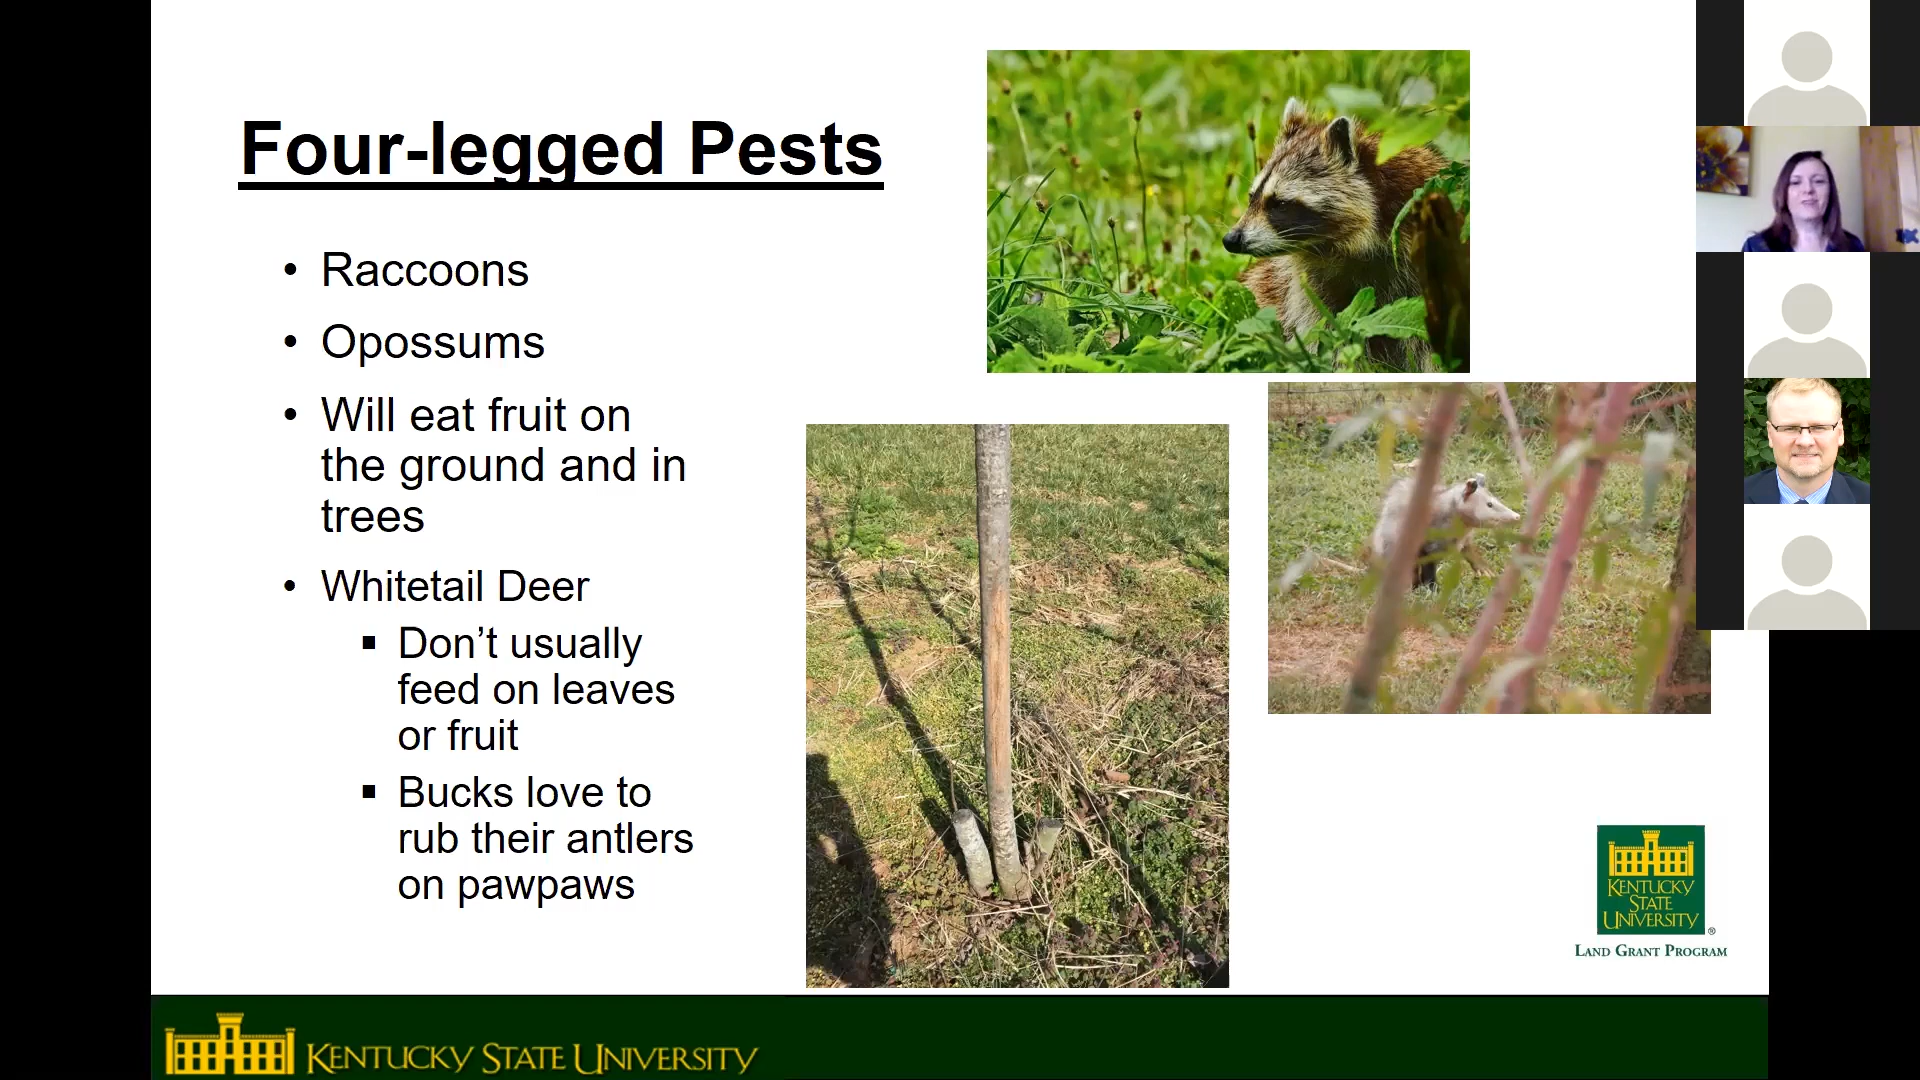 Four-legged Pests
• Raccoons
• Opossums
• Will eat fruit on
the ground and in
trees
• Whitetail Deer
▪ Don’t usually
feed on leaves
or fruit
▪ Bucks love to
rub their antlers
on pawpaws
KENTUCKY
STATE
UNIVERSITY
®
LAND GRANT PROGRAM
KENTUCKY STATE UNIVERSITY